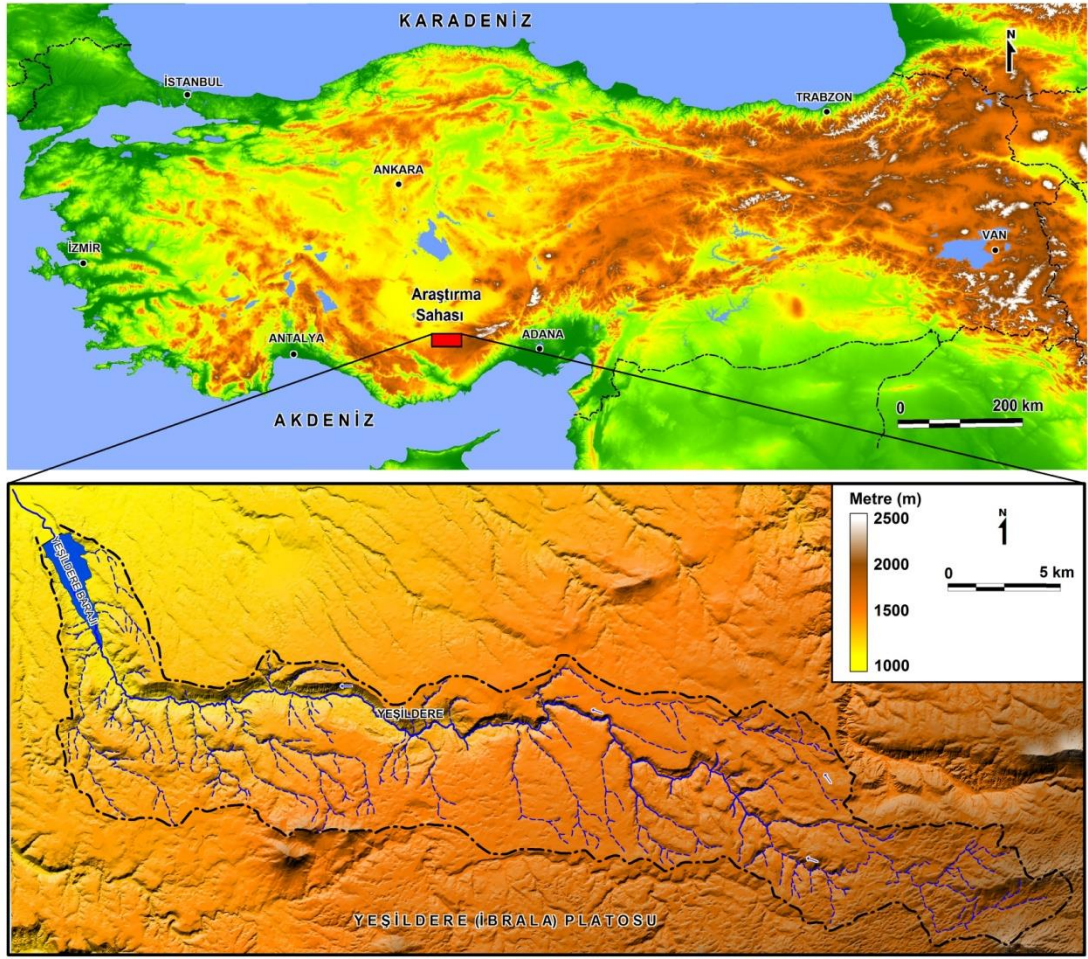 KARADENİZ
N
İSTANBUL
TRABZON
ANKARA
İZMİR
VAN
Araştırma
Sahası
ANTALYA
ADANA
AKDENİZ
0 200 km
Metre (m)
2500
2000
1500
1000
N
0 5 km
YEŞİLDERE BARAJI
YEŞİLDERE
YEŞİLDERE (İBRALA) PLATOSU